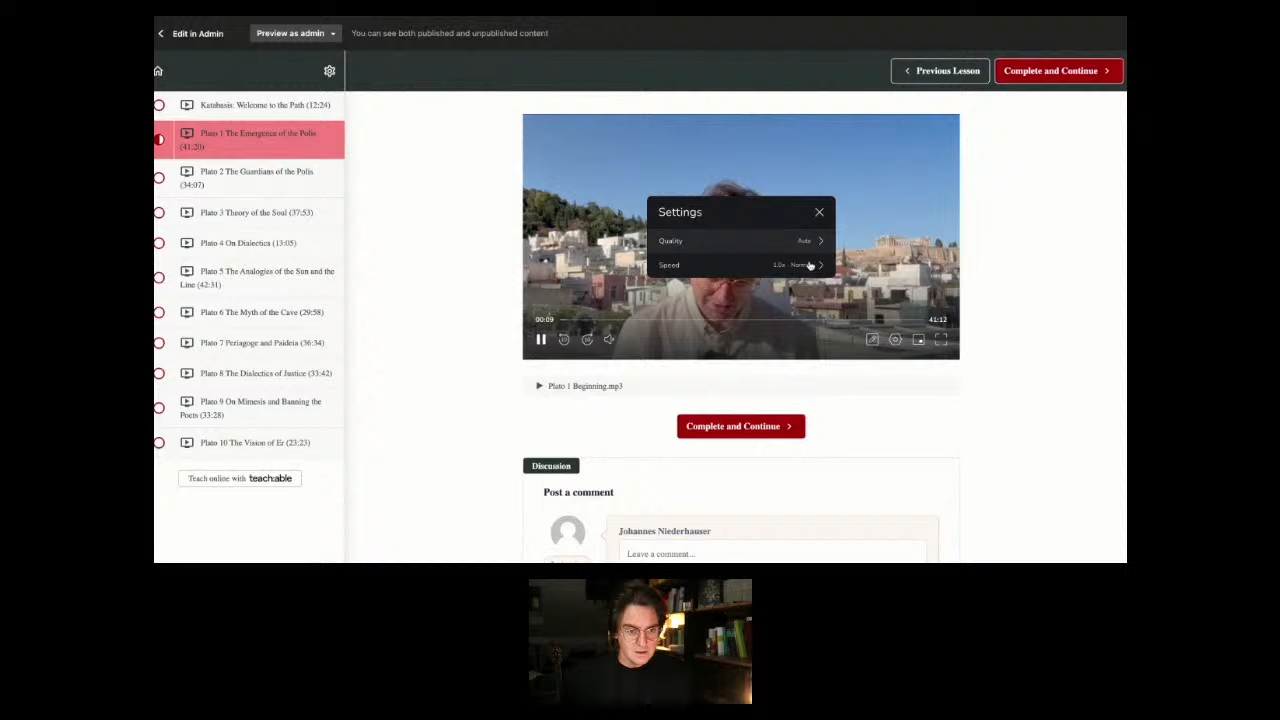 Edit in Admin
Preview as admin
You can see both published and unpublished content
Previous Lesson
Complete and Continue
Katabasis: Welcome to the Path (12:24)
Plato 1 The Emergence of the Polis
(41:20)
Plato 2 The Guardians of the Polis
(34:07)
Plato 3 Theory of the Soul (37:53)
Plato 4 On Dialectics (13:05)
Plato 5 The Analogies of the Sun and the
Line (42:31)
Plato 6 The Myth of the Cave (29:58)
Plato 7 Periagoge and Paideia (36:34)
Plato 8 The Dialectics of Justice (33:42)
Plato 9 On Mimesis and Banning the
Poets (33:28)
Plato 10 The Vision of Er (23:23)
Teach online with teach:able
Settings
Quality Auto
Speed 1.0x -
00:09
41:12
10
10
Plato 1 Beginning.mp3
Complete and Continue
Discussion
Post a comment
Johannes Niederhauser
Leave a comment...